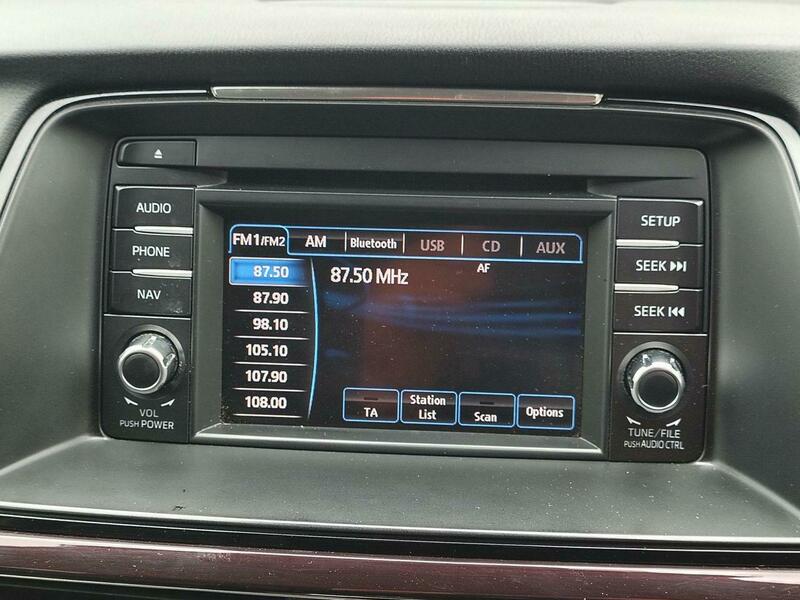 AUDIO
PHONE
NAV
VOL
PUSH POWER
FM1/FM2 AM Bluetooth USB CD AUX
87.50
87.90
98.10
105.10
107.90
108.00
87.50 MHz
AF
TA
Station
List
Scan
Options
SETUP
SEEK
SEEK
TUNE/FILE
PUSH AUDIO CTRL